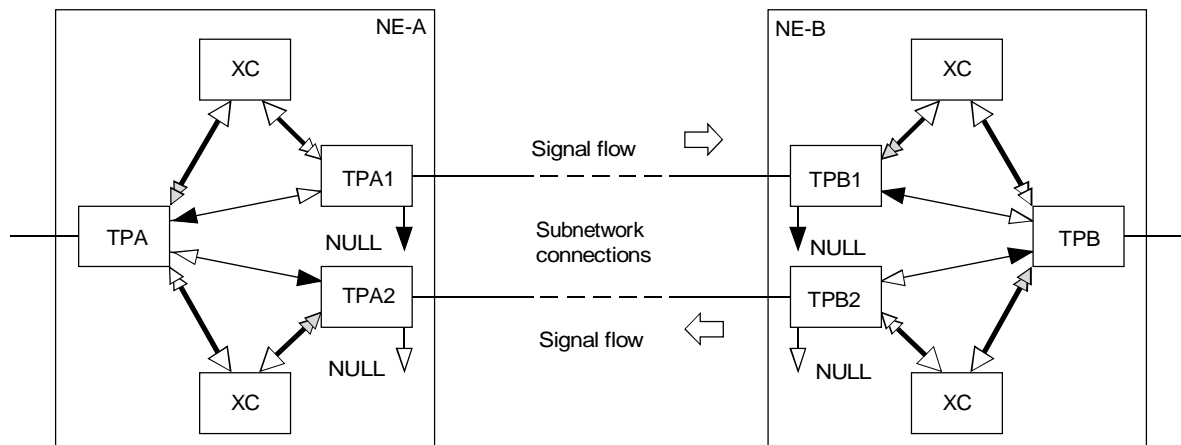 NE-A
NE-B
XC
XC
Signal flow
TPA1
TPB1
TPA
NULL
Subnetwork
connections
NULL
TPB
TPA2
TPB2
Signal flow
NULL
NULL
XC
XC